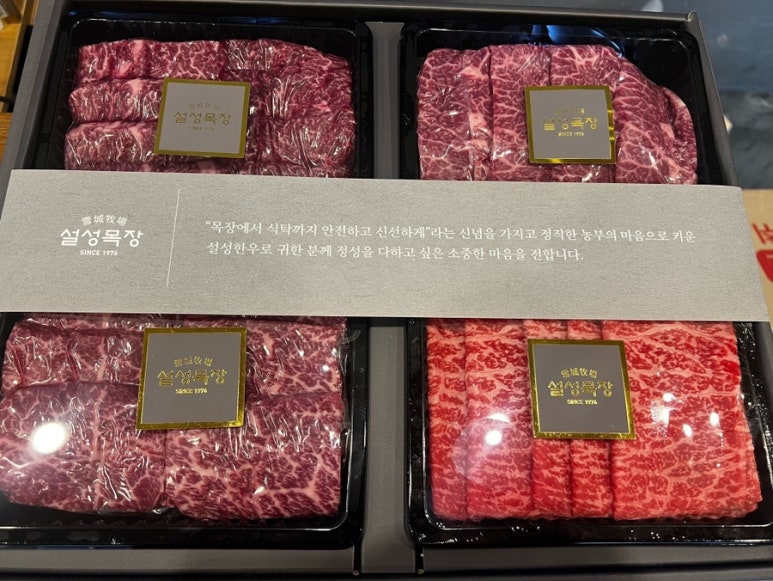 雪城牧場
설성목장
SINCE 1976
雪城牧場
설성목장
SINCE 1976
雪城牧場
설성목장
SINCE 1976
“목장에서 식탁까지 안전하고 신선하게”라는 신념을 가지고 정직한 농부의 마음으로 키운
설성한우로 귀한 분께 정성을 다하고 싶은 소중한 마음을 전합니다.
雪城牧場
설성목장
SINCE 1976
雪城牧場
설성목장
SINCE 1976